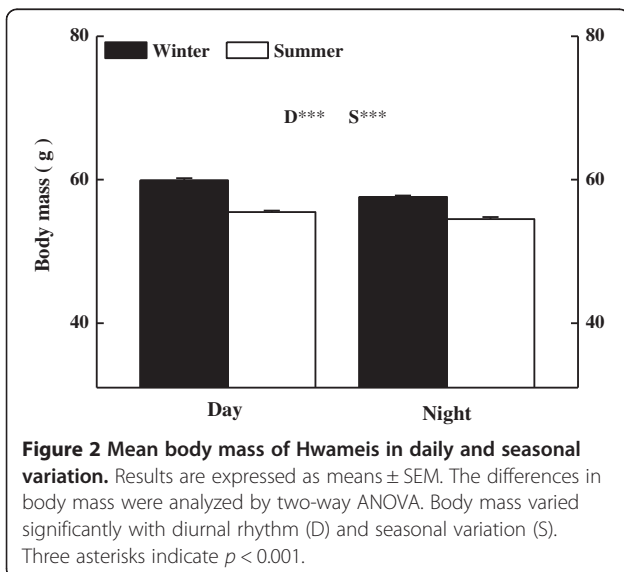 80 80
Winter Summer
D*** S***
60 60
Body mass ( g )
40 40
Day Night
Figure 2 Mean body mass of Hwameis in daily and seasonal
variation. Results are expressed as means ± SEM. The differences in
body mass were analyzed by two-way ANOVA. Body mass varied
significantly with diurnal rhythm (D) and seasonal variation (S).
Three asterisks indicate p < 0.001.